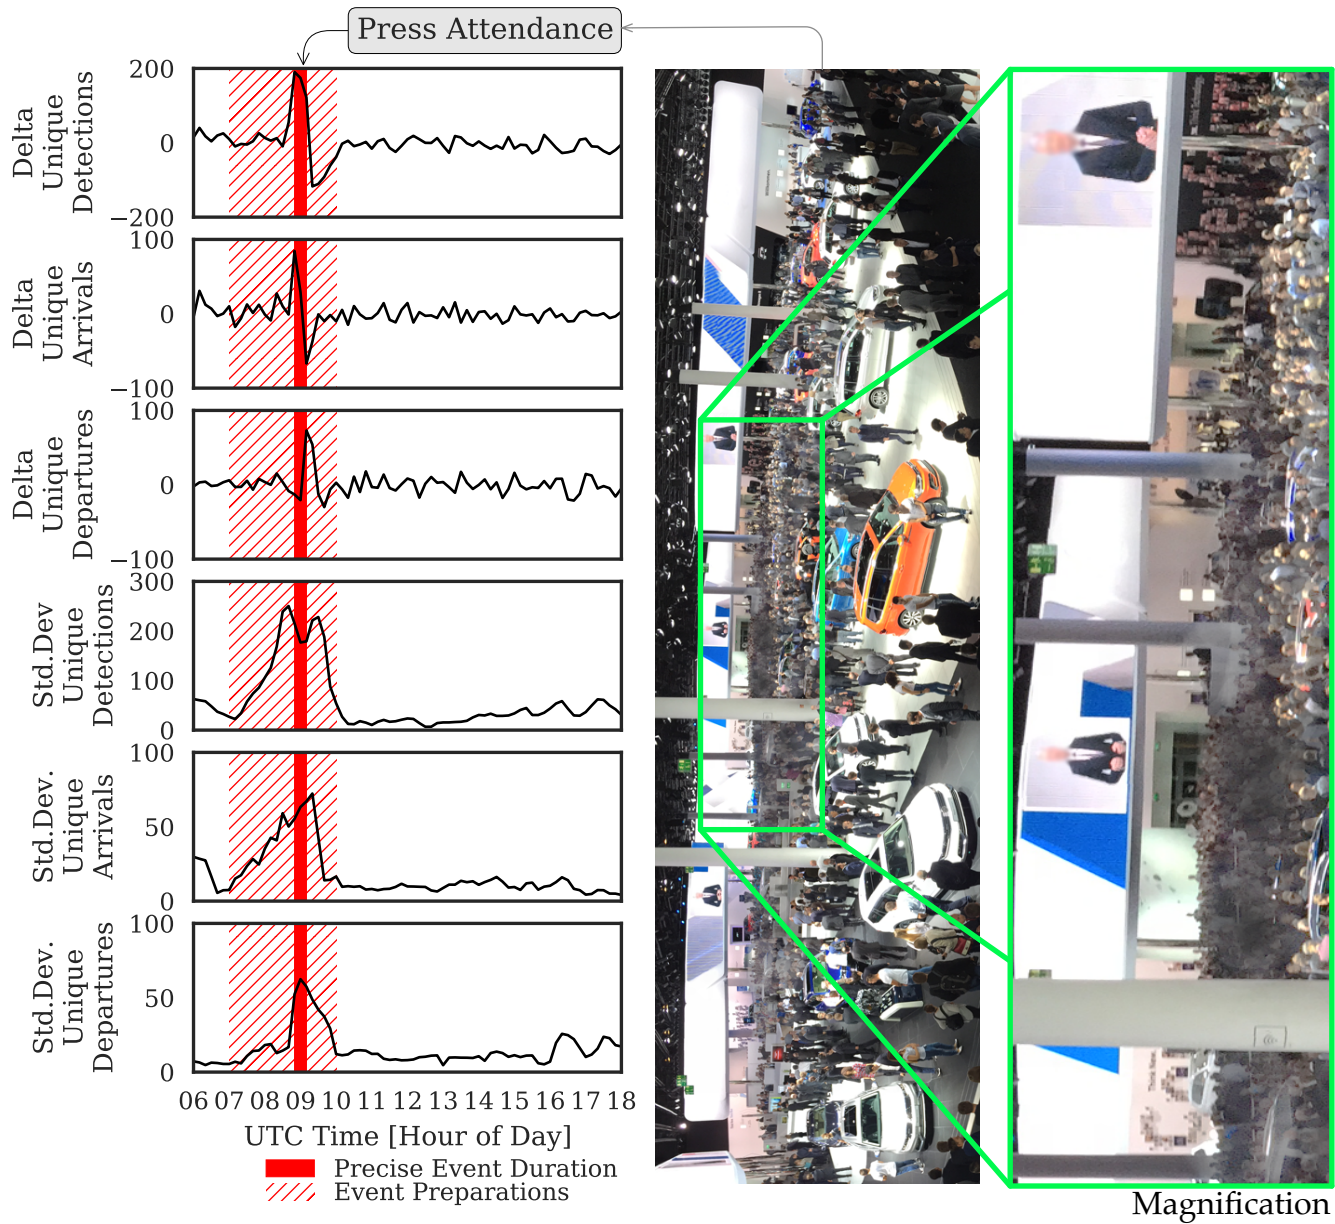 Press Attendance
200
0
−200
Delta
Unique
Detections
100
0
−100
Delta
Unique
Arrivals
100
0
−100
Delta
Unique
Departures
300
200
100
0
Std.Dev
Unique
Detections
100
50
0
Std.Dev.
Unique
Arrivals
100
50
0
Std.Dev.
Unique
Departures
06 07 08 09 10 11 12 13 14 15 16 17 18
UTC Time [Hour of Day]
Precise Event Duration
Event Preparations
Magnification